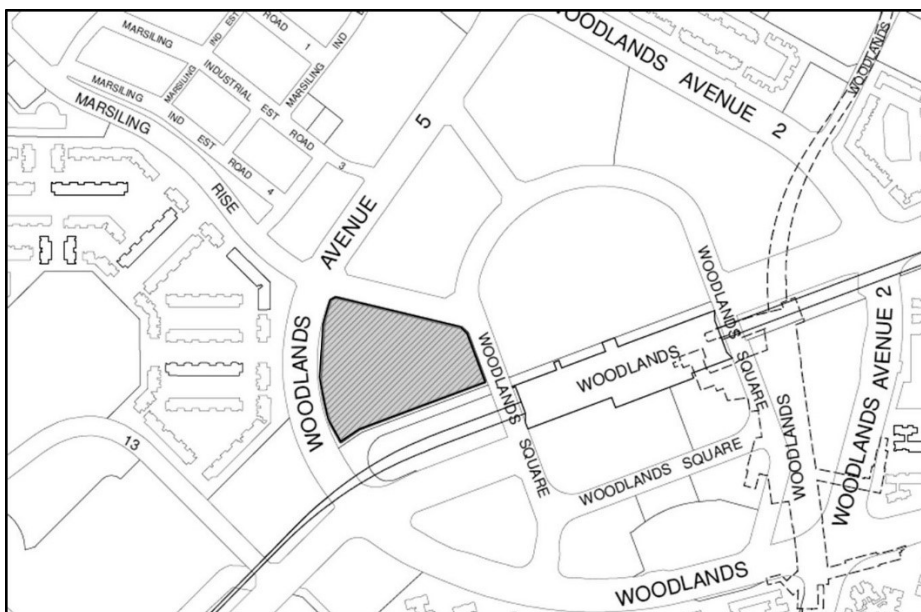 MARSILING
IND EST
ROAD
1
MARSILING IND
MARSILING
IND EST
MARSILING
INDUSTRIAL EST ROAD 3
MARSILING IND EST ROAD 4
MARSILING
RISE
WOODLANDS AVENUE 2
WOODLANDS
5
AVENUE
WOODLANDS
WOODLANDS SQUARE
WOODLANDS SQUARE
WOODLANDS
WOODLANDS SQUARE
WOODLANDS
WOODLANDS AVENUE 2
13
WOODLANDS